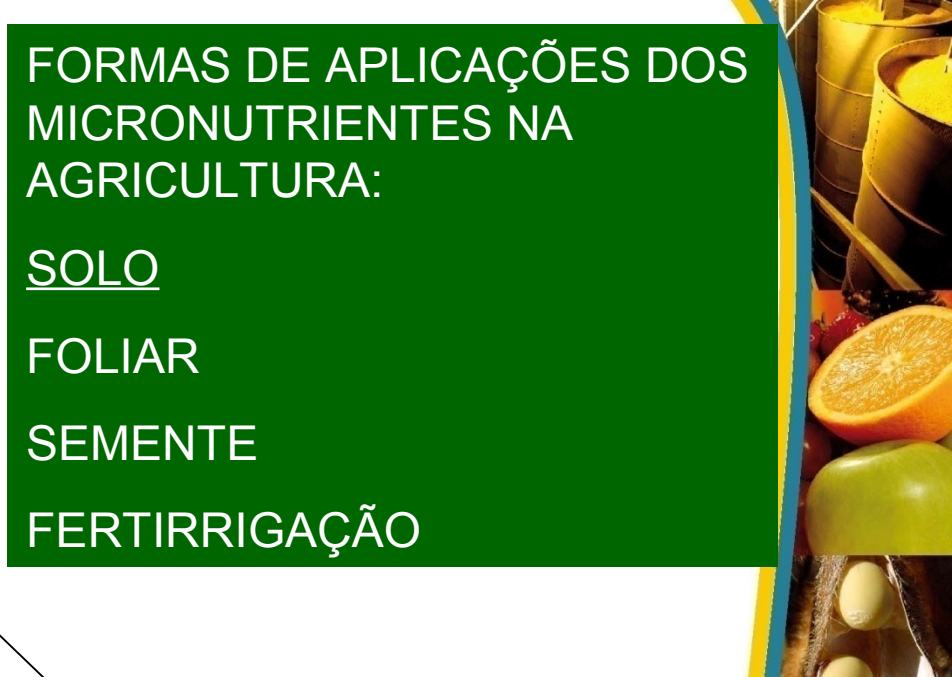 FORMAS DE APLICAÇÕES DOS
MICRONUTRIENTES NA
AGRICULTURA:
SOLO
FOLIAR
SEMENTE
FERTIRRIGAÇÃO